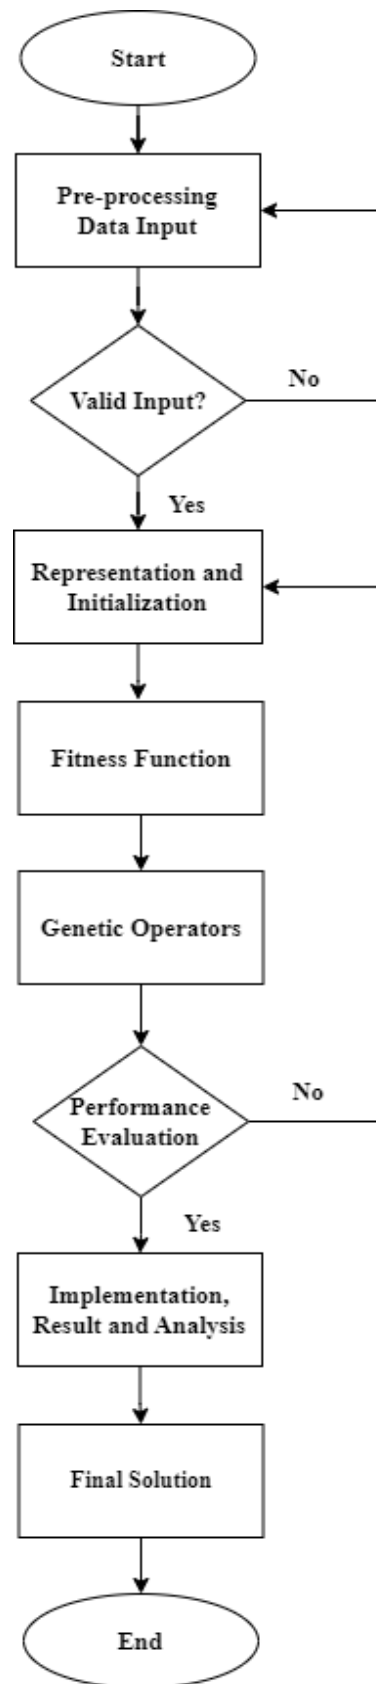 Start
Pre-processing
Data Input
Valid Input?
No
Yes
Representation and
Initialization
Fitness Function
Genetic Operators
Performance
Evaluation
No
Yes
Implementation,
Result and Analysis
Final Solution
End